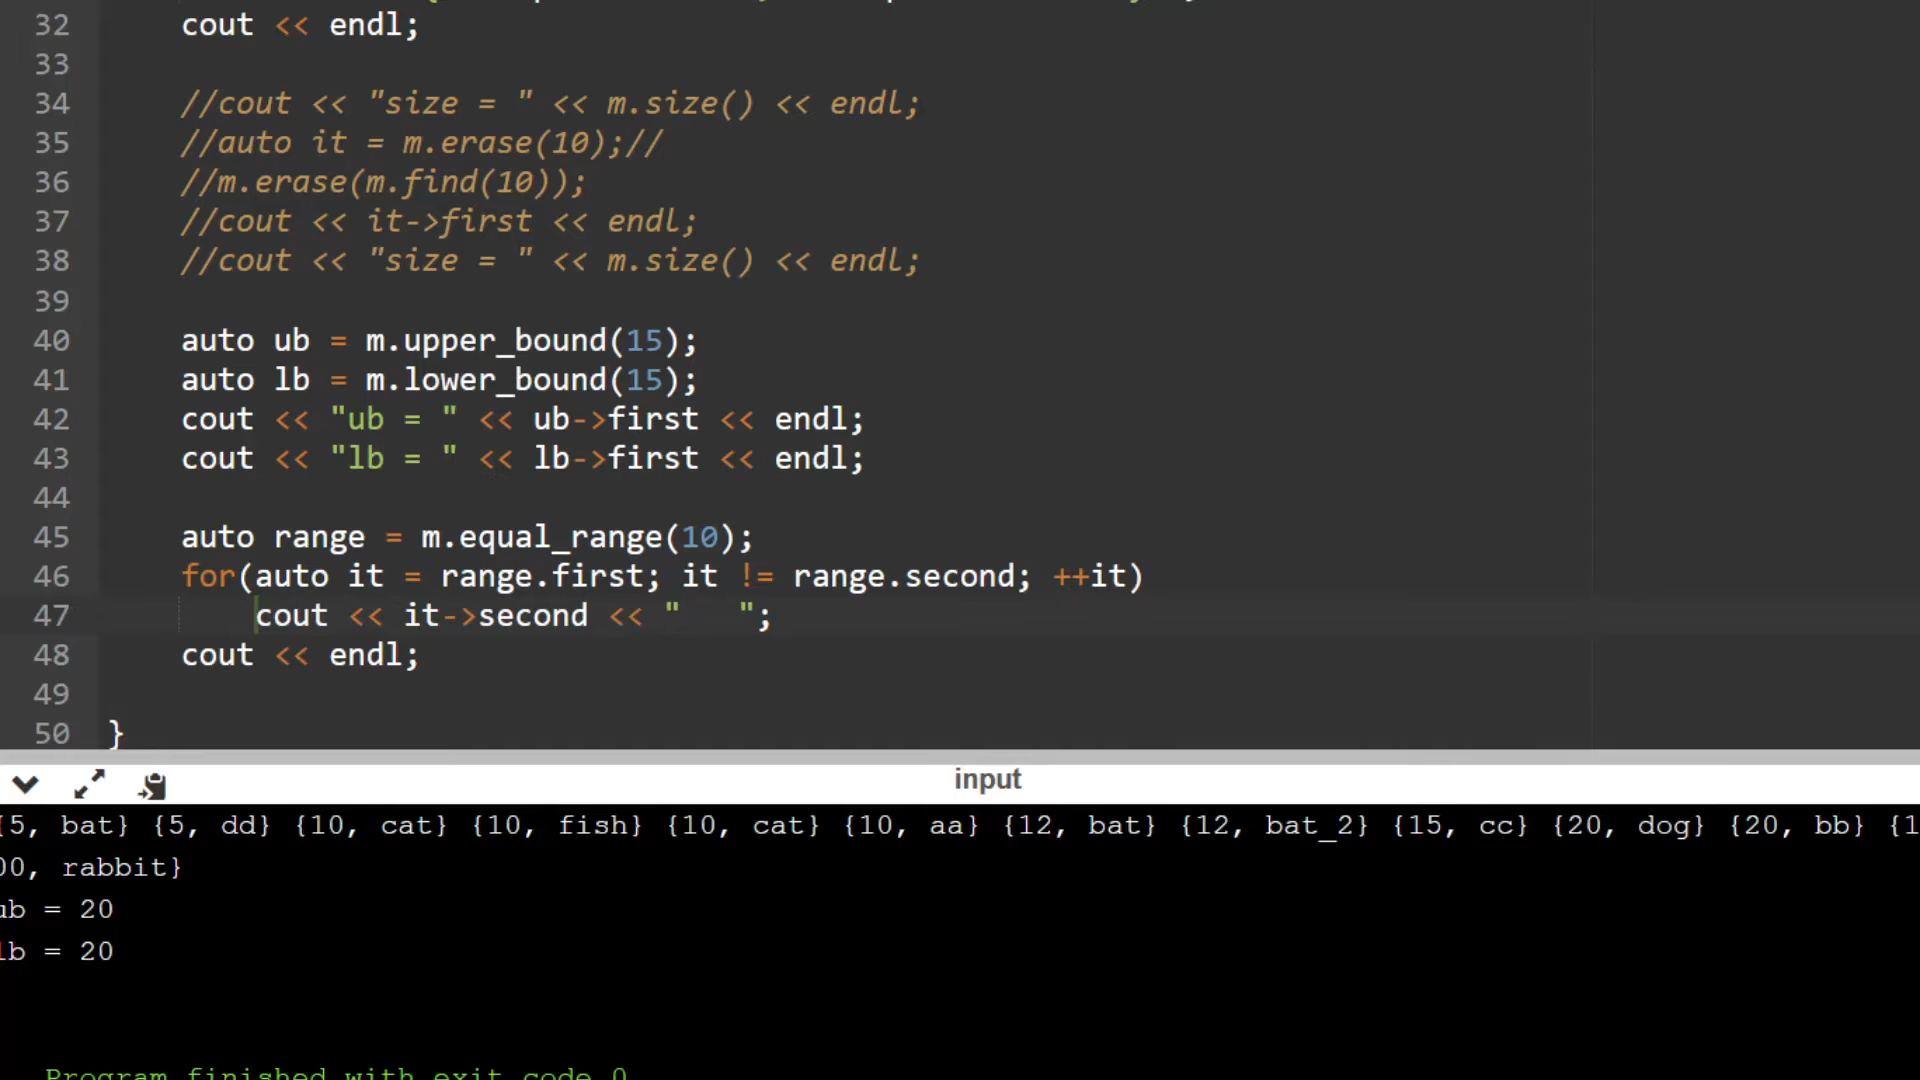 32 cout << endl;
33
34 //cout << "size = " << m.size() << endl;
35 //auto it = m.erase(10);//
36 //m.erase(m.find(10));
37 //cout << it->first << endl;
38 //cout << "size = " << m.size() << endl;
39
40 auto ub = m.upper_bound(15);
41 auto lb = m.lower_bound(15);
42 cout << "ub = " << ub->first << endl;
43 cout << "lb = " << lb->first << endl;
44
45 auto range = m.equal_range(10);
46 for(auto it = range.first; it != range.second; ++it)
47 cout << it->second << "   ";
48 cout << endl;
49
50 }
input
{5, bat} {5, dd} {10, cat} {10, fish} {10, cat} {10, aa} {12, bat} {12, bat_2} {15, cc} {20, dog} {20, bb} {1
00, rabbit}
ub = 20
lb = 20
Program finished with exit code 0